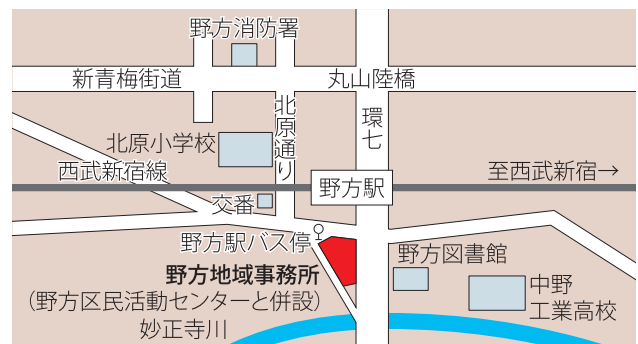 野方消防署
新青梅街道
丸山陸橋
北原通り
環七
北原小学校
西武新宿線
野方駅
至西武新宿→
交番
野方駅バス停
野方図書館
野方地域事務所
（野方区民活動センターと併設）
中野
工業高校
妙正寺川